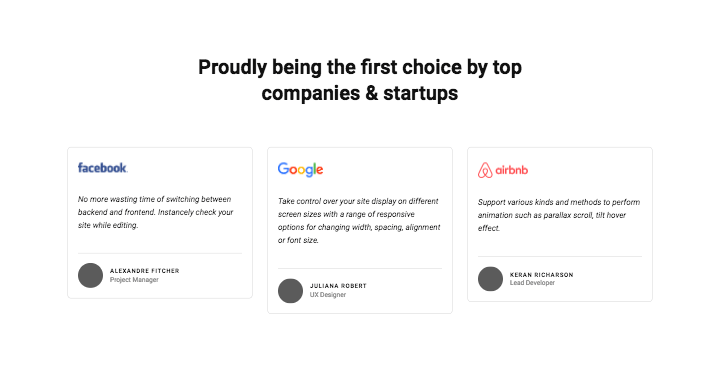 Proudly being the first choice by top
companies & startups
facebook.
No more wasting time of switching between
backend and frontend. Instancely check your
site while editing.
ALEXANDRE FITCHER
Project Manager
Google
Take control over your site display on different
screen sizes with a range of responsive
options for changing width, spacing, alignment
or font size.
JULIANA ROBERT
UX Designer
airbnb
Support various kinds and methods to perform
animation such as parallax scroll, tilt hover
effect.
KERAN RICHARSON
Lead Developer